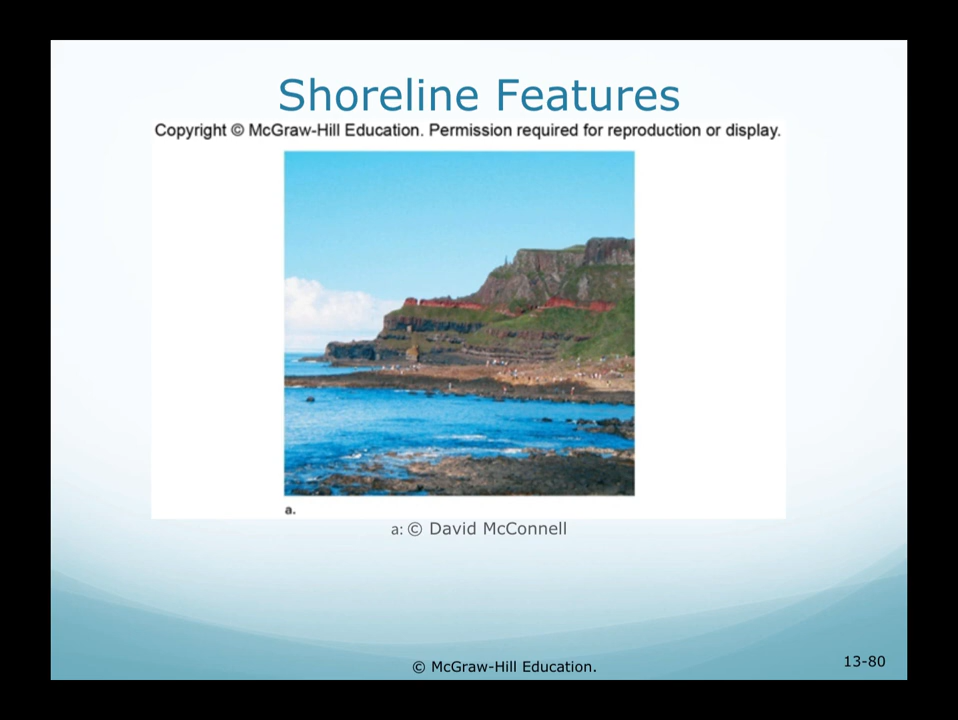 Shoreline Features
Copyright © McGraw-Hill Education. Permission required for reproduction or display.
a.
a: © David McConnell
© McGraw-Hill Education.
13-80